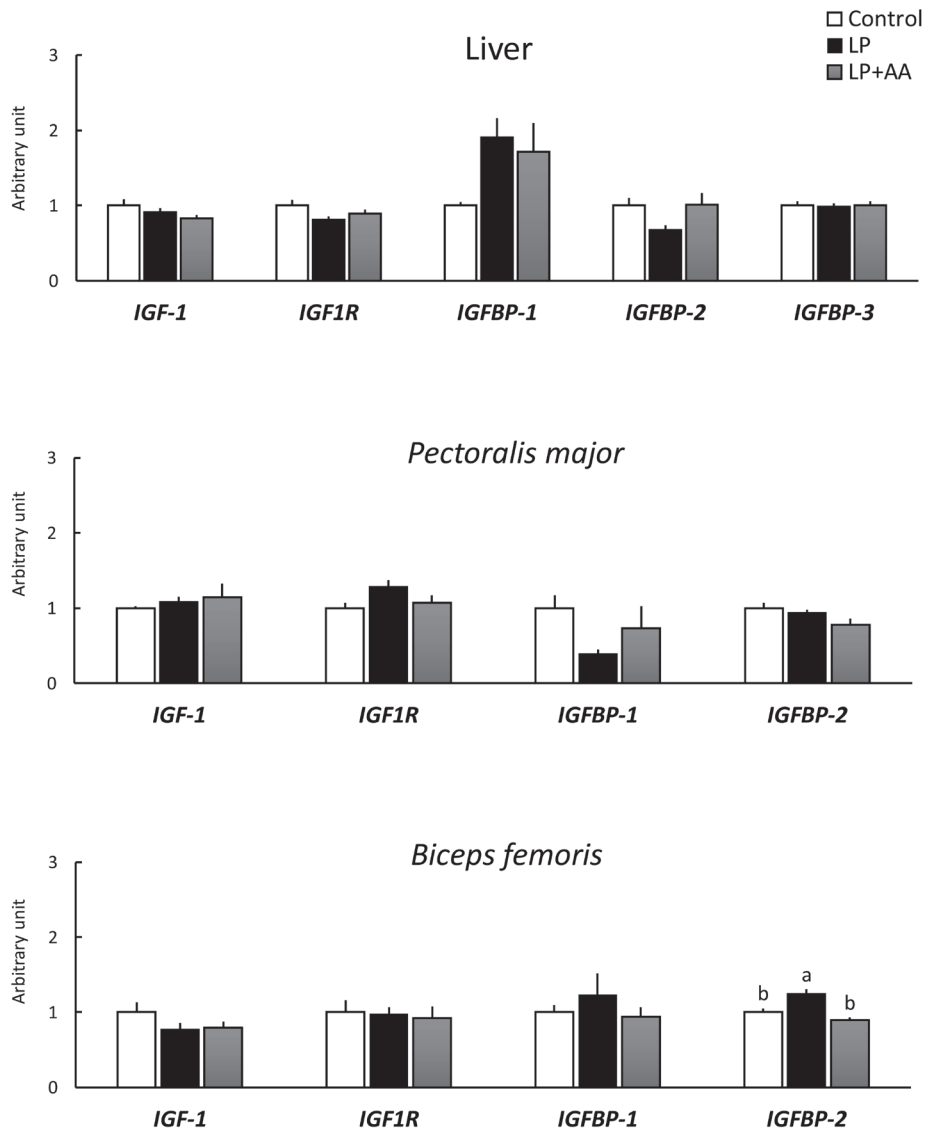 Control
LP
LP+AA
Liver
Arbitrary unit
3
2
1
0
IGF-1 IGF1R IGFBP-1 IGFBP-2 IGFBP-3
Pectoralis major
Arbitrary unit
3
2
1
0
IGF-1 IGF1R IGFBP-1 IGFBP-2
Biceps femoris
Arbitrary unit
3
2
1
0
b a b
IGF-1 IGF1R IGFBP-1 IGFBP-2